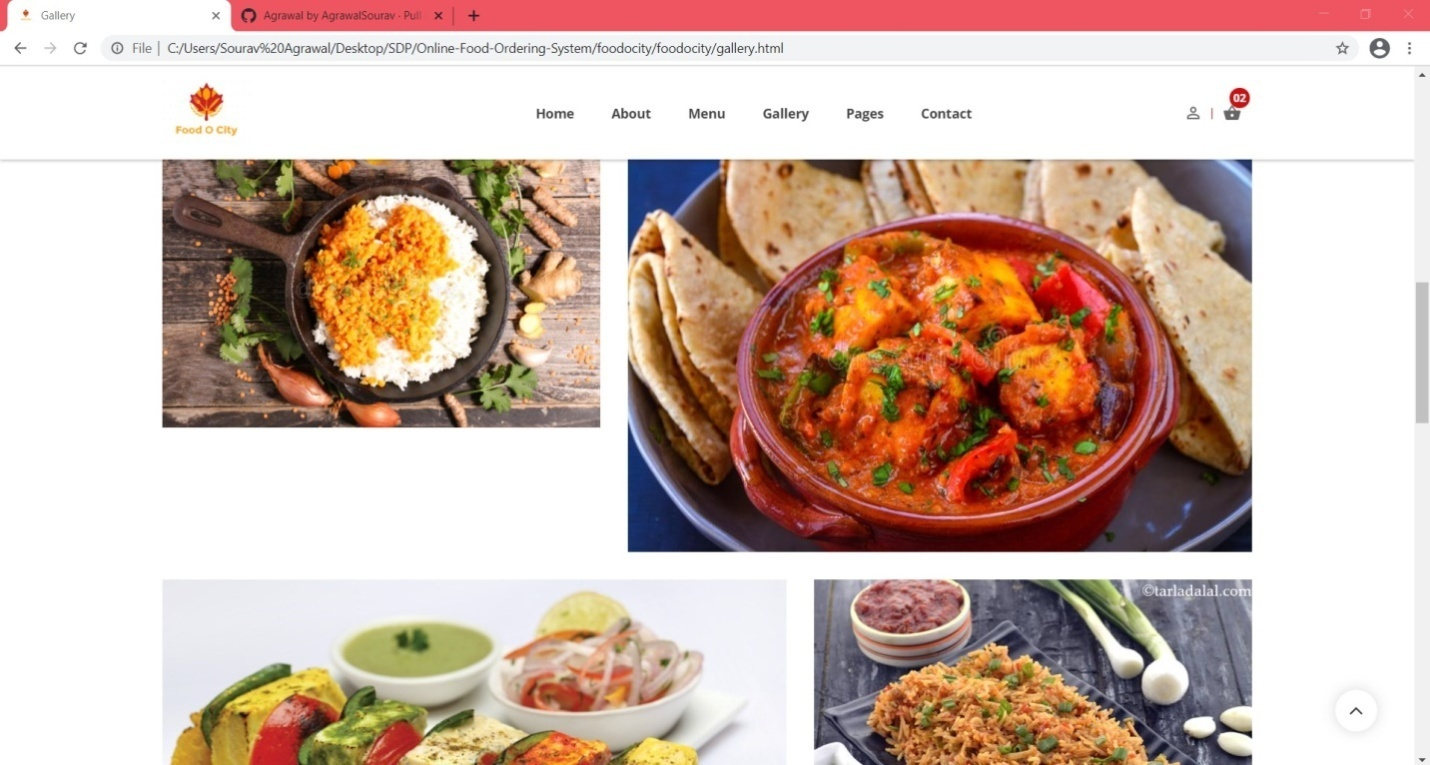 Gallery
Agrawal by AgrawalSourav · Pull
File
C:/Users/Sourav%20Agrawal/Desktop/SDP/Online-Food-Ordering-System/foodocity/foodocity/gallery.html
Food O City
Home
About
Menu
Gallery
Pages
Contact
02
©tarladalal.com